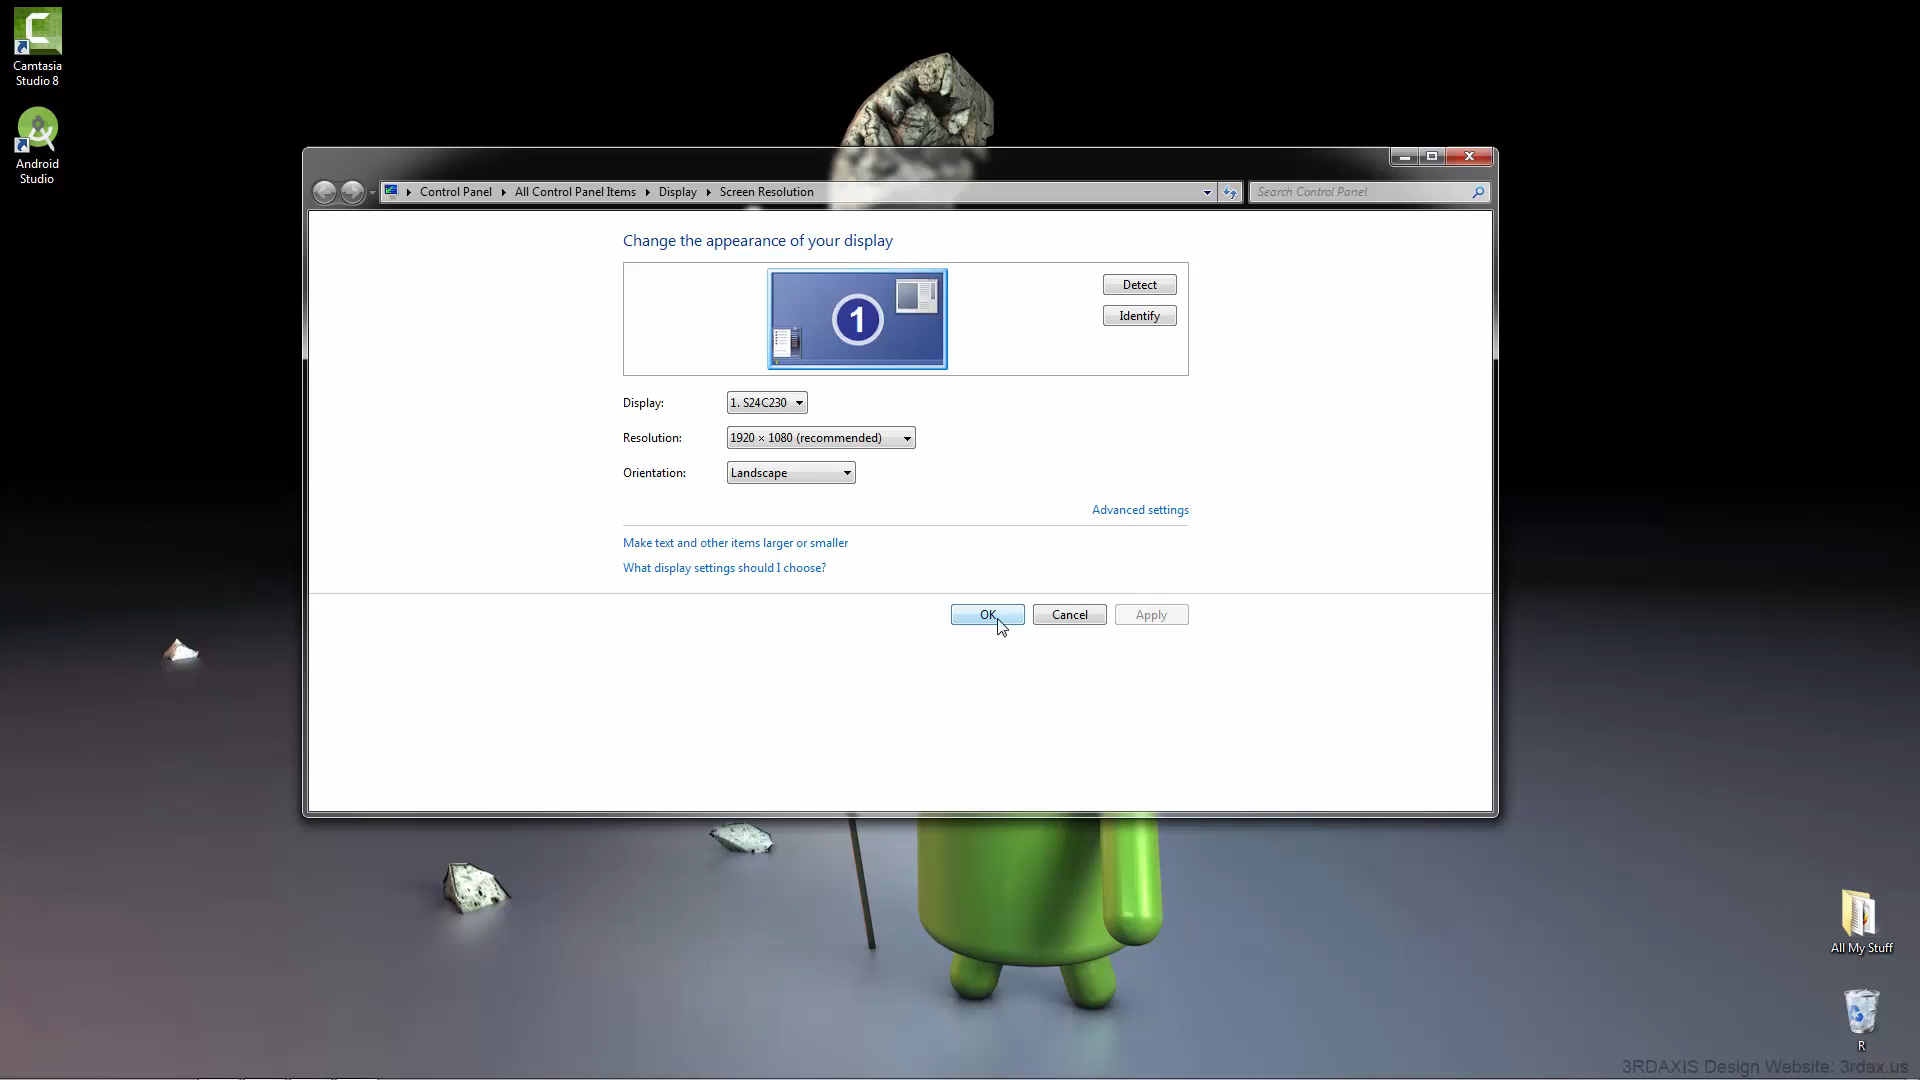 Camtasia
Studio 8
Android
Studio
Control Panel
All Control Panel Items
Display
Screen Resolution
Search Control Panel
Change the appearance of your display
1
Detect
Identify
Display:
1. S24C230
Resolution:
1920 × 1080 (recommended)
Orientation:
Landscape
Advanced settings
Make text and other items larger or smaller
What display settings should I choose?
OK
Cancel
Apply
All My Stuff
R
3RDAXIS Design Website: 3rdax.us